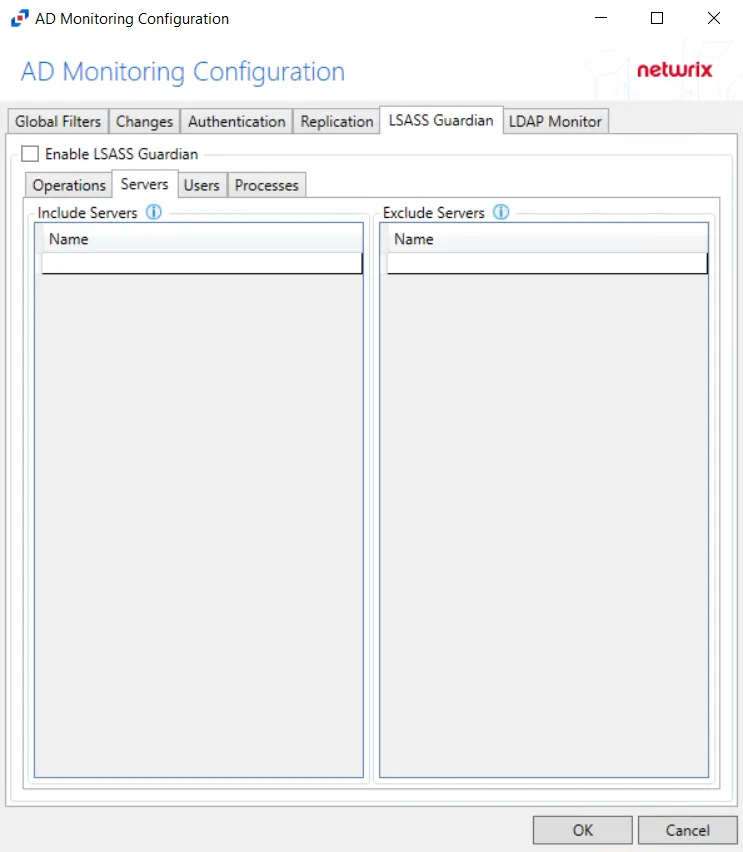 AD Monitoring Configuration
AD Monitoring Configuration
netwrix
Global Filters Changes Authentication Replication LSASS Guardian LDAP Monitor
Enable LSASS Guardian
Operations Servers Users Processes
Include Servers Exclude Servers
Name Name
OK Cancel